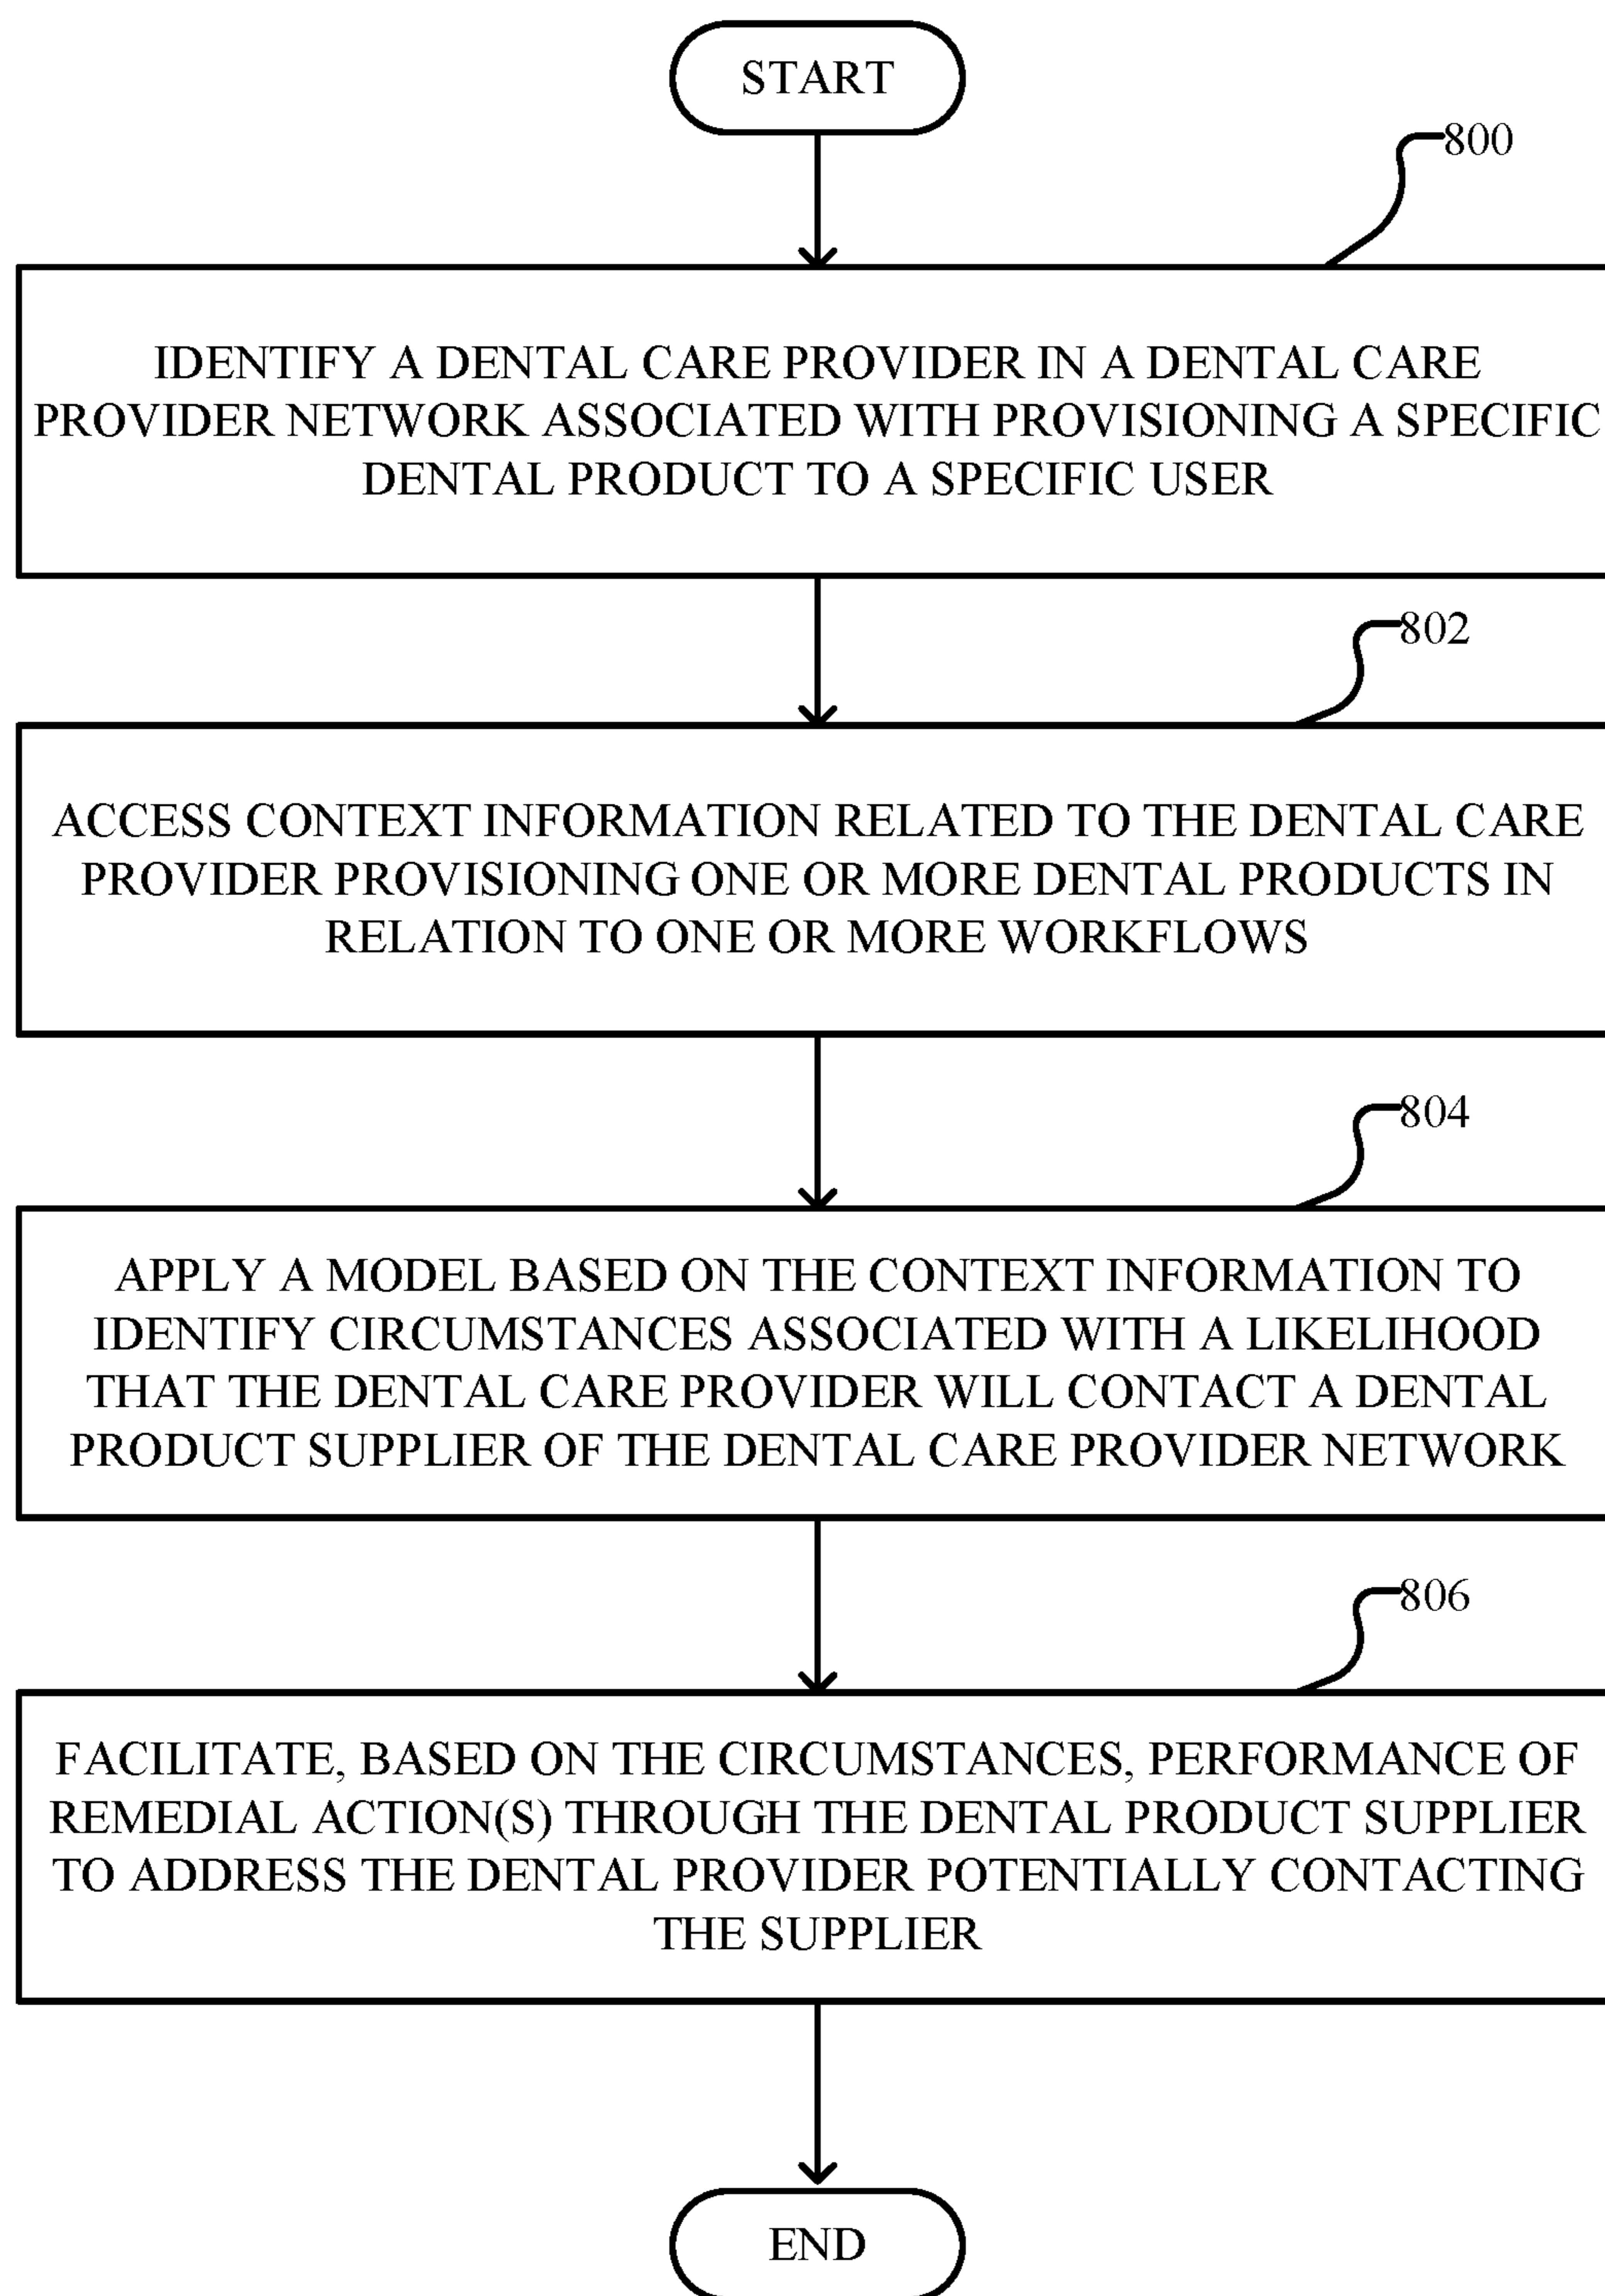 START
800
IDENTIFY A DENTAL CARE PROVIDER IN A DENTAL CARE
PROVIDER NETWORK ASSOCIATED WITH PROVISIONING A SPECIFIC
DENTAL PRODUCT TO A SPECIFIC USER
802
ACCESS CONTEXT INFORMATION RELATED TO THE DENTAL CARE
PROVIDER PROVISIONING ONE OR MORE DENTAL PRODUCTS IN
RELATION TO ONE OR MORE WORKFLOWS
804
APPLY A MODEL BASED ON THE CONTEXT INFORMATION TO
IDENTIFY CIRCUMSTANCES ASSOCIATED WITH A LIKELIHOOD
THAT THE DENTAL CARE PROVIDER WILL CONTACT A DENTAL
PRODUCT SUPPLIER OF THE DENTAL CARE PROVIDER NETWORK
806
FACILITATE, BASED ON THE CIRCUMSTANCES, PERFORMANCE OF
REMEDIAL ACTION(S) THROUGH THE DENTAL PRODUCT SUPPLIER
TO ADDRESS THE DENTAL PROVIDER POTENTIALLY CONTACTING
THE SUPPLIER
END